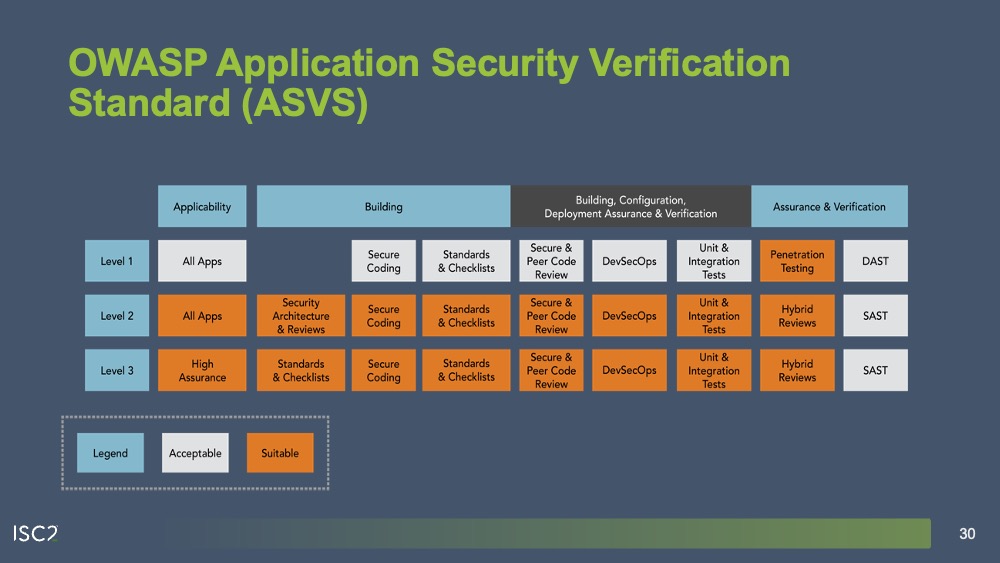 OWASP Application Security Verification
Standard (ASVS)
Applicability
Building
Building, Configuration,
Deployment Assurance & Verification
Assurance & Verification
Level 1
All Apps
Secure
Coding
Standards
& Checklists
Secure &
Peer Code
Review
DevSecOps
Unit &
Integration
Tests
Penetration
Testing
DAST
Level 2
All Apps
Security
Architecture
& Reviews
Secure
Coding
Standards
& Checklists
Secure &
Peer Code
Review
DevSecOps
Unit &
Integration
Tests
Hybrid
Reviews
SAST
Level 3
High
Assurance
Standards
& Checklists
Secure
Coding
Standards
& Checklists
Secure &
Peer Code
Review
DevSecOps
Unit &
Integration
Tests
Hybrid
Reviews
SAST
Legend
Acceptable
Suitable
ISC2
30